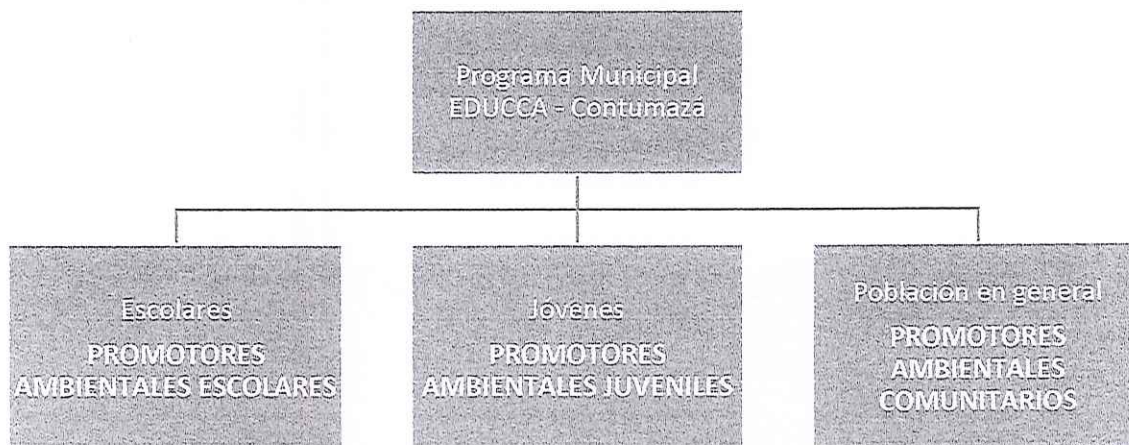 Programa Municipal
EDUCCA - Contumazá
Escolares
PROMOTORES
AMBIENTALES ESCOLARES
Jóvenes
PROMOTORES
AMBIENTALES JUVENILES
Población en general
PROMOTORES
AMBIENTALES
COMUNITARIOS